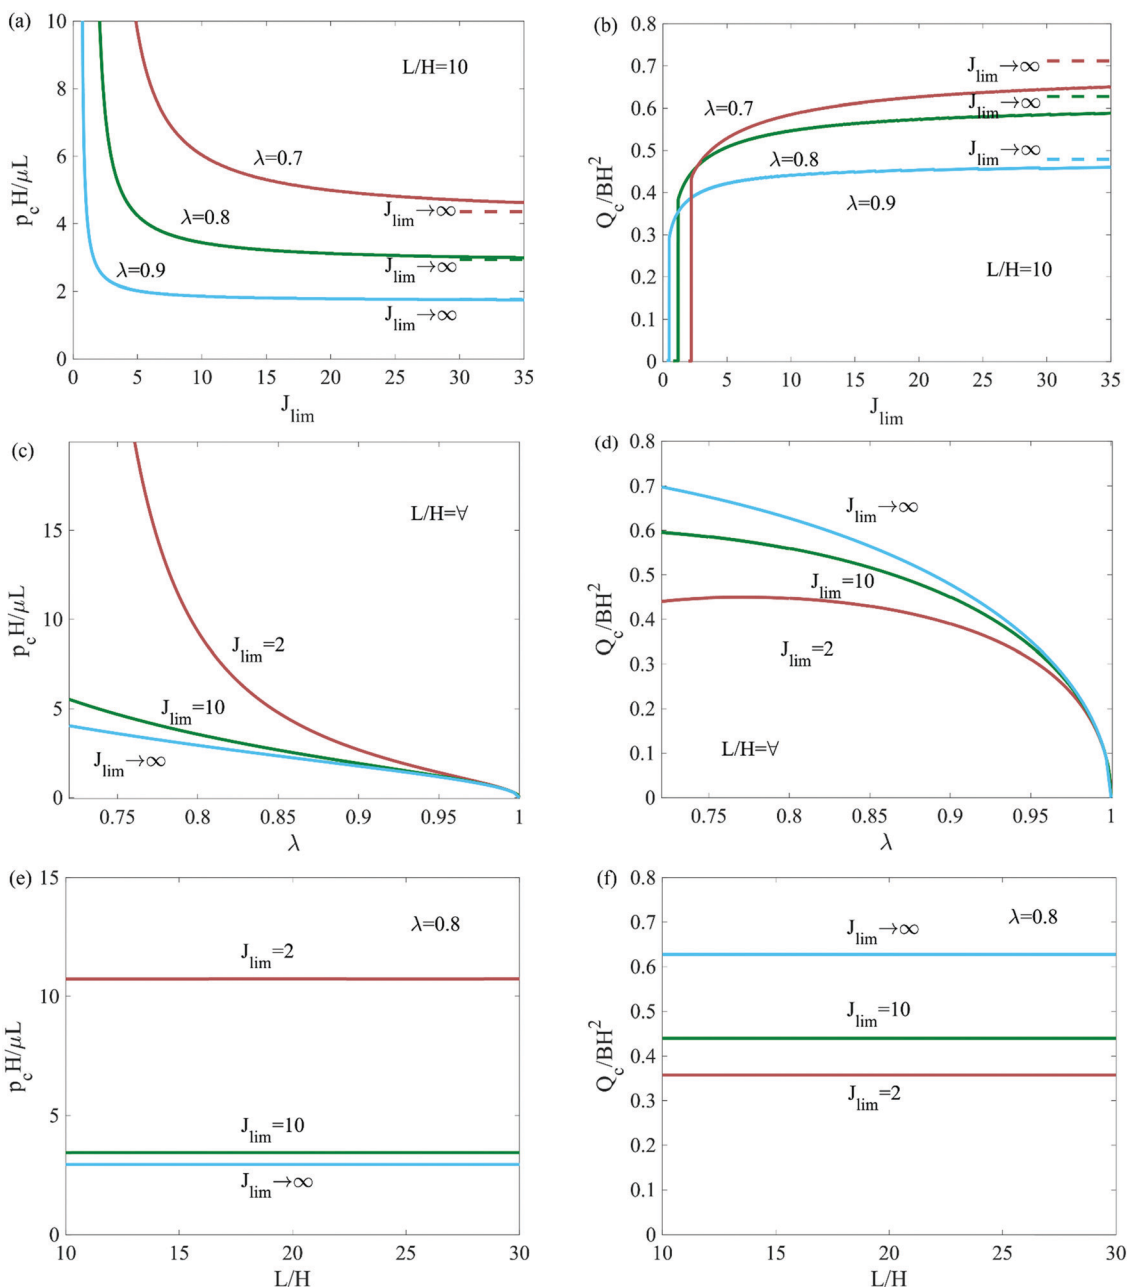 (a)
p_c H/μL
10
8
6
4
2
0
L/H=10
λ=0.7
λ=0.8
λ=0.9
J_lim→∞
J_lim→∞
J_lim→∞
0 5 10 15 20 25 30 35
J_lim
(b)
Q_c/BH²
0.8
0.7
0.6
0.5
0.4
0.3
0.2
0.1
0
J_lim→∞
J_lim→∞
J_lim→∞
λ=0.7
λ=0.8
λ=0.9
L/H=10
0 5 10 15 20 25 30 35
J_lim
(c)
p_c H/μL
15
10
5
0
L/H=∀
J_lim=2
J_lim=10
J_lim→∞
0.75 0.8 0.85 0.9 0.95 1
λ
(d)
Q_c/BH²
0.8
0.7
0.6
0.5
0.4
0.3
0.2
0.1
0
J_lim→∞
J_lim=10
J_lim=2
L/H=∀
0.75 0.8 0.85 0.9 0.95 1
λ
(e)
p_c H/μL
15
10
5
0
λ=0.8
J_lim=2
J_lim=10
J_lim→∞
10 15 20 25 30
L/H
(f)
Q_c/BH²
0.8
0.7
0.6
0.5
0.4
0.3
0.2
0.1
0
λ=0.8
J_lim→∞
J_lim=10
J_lim=2
10 15 20 25 30
L/H